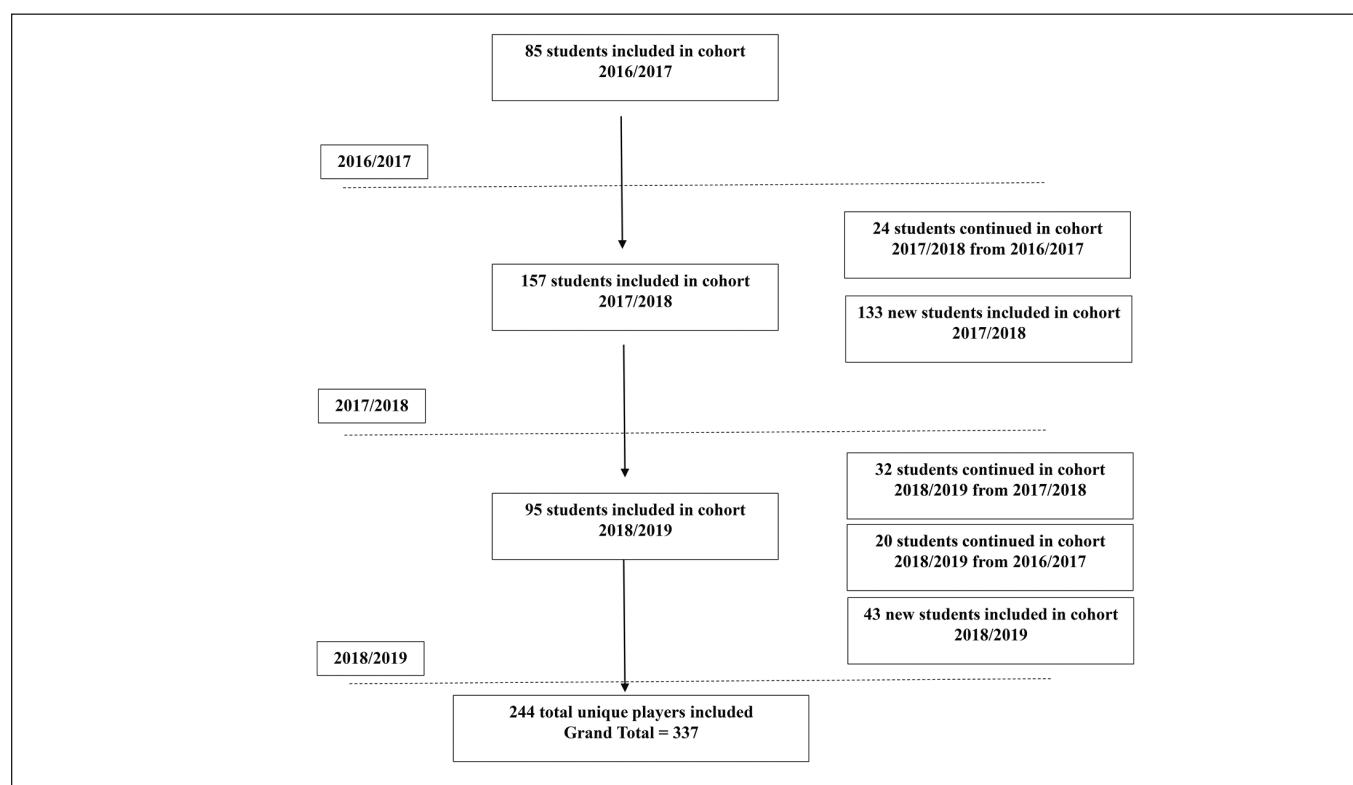 85 students included in cohort
2016/2017
2016/2017
24 students continued in cohort
2017/2018 from 2016/2017
157 students included in cohort
2017/2018
133 new students included in cohort
2017/2018
2017/2018
32 students continued in cohort
2018/2019 from 2017/2018
95 students included in cohort
2018/2019
20 students continued in cohort
2018/2019 from 2016/2017
43 new students included in cohort
2018/2019
2018/2019
244 total unique players included
Grand Total = 337